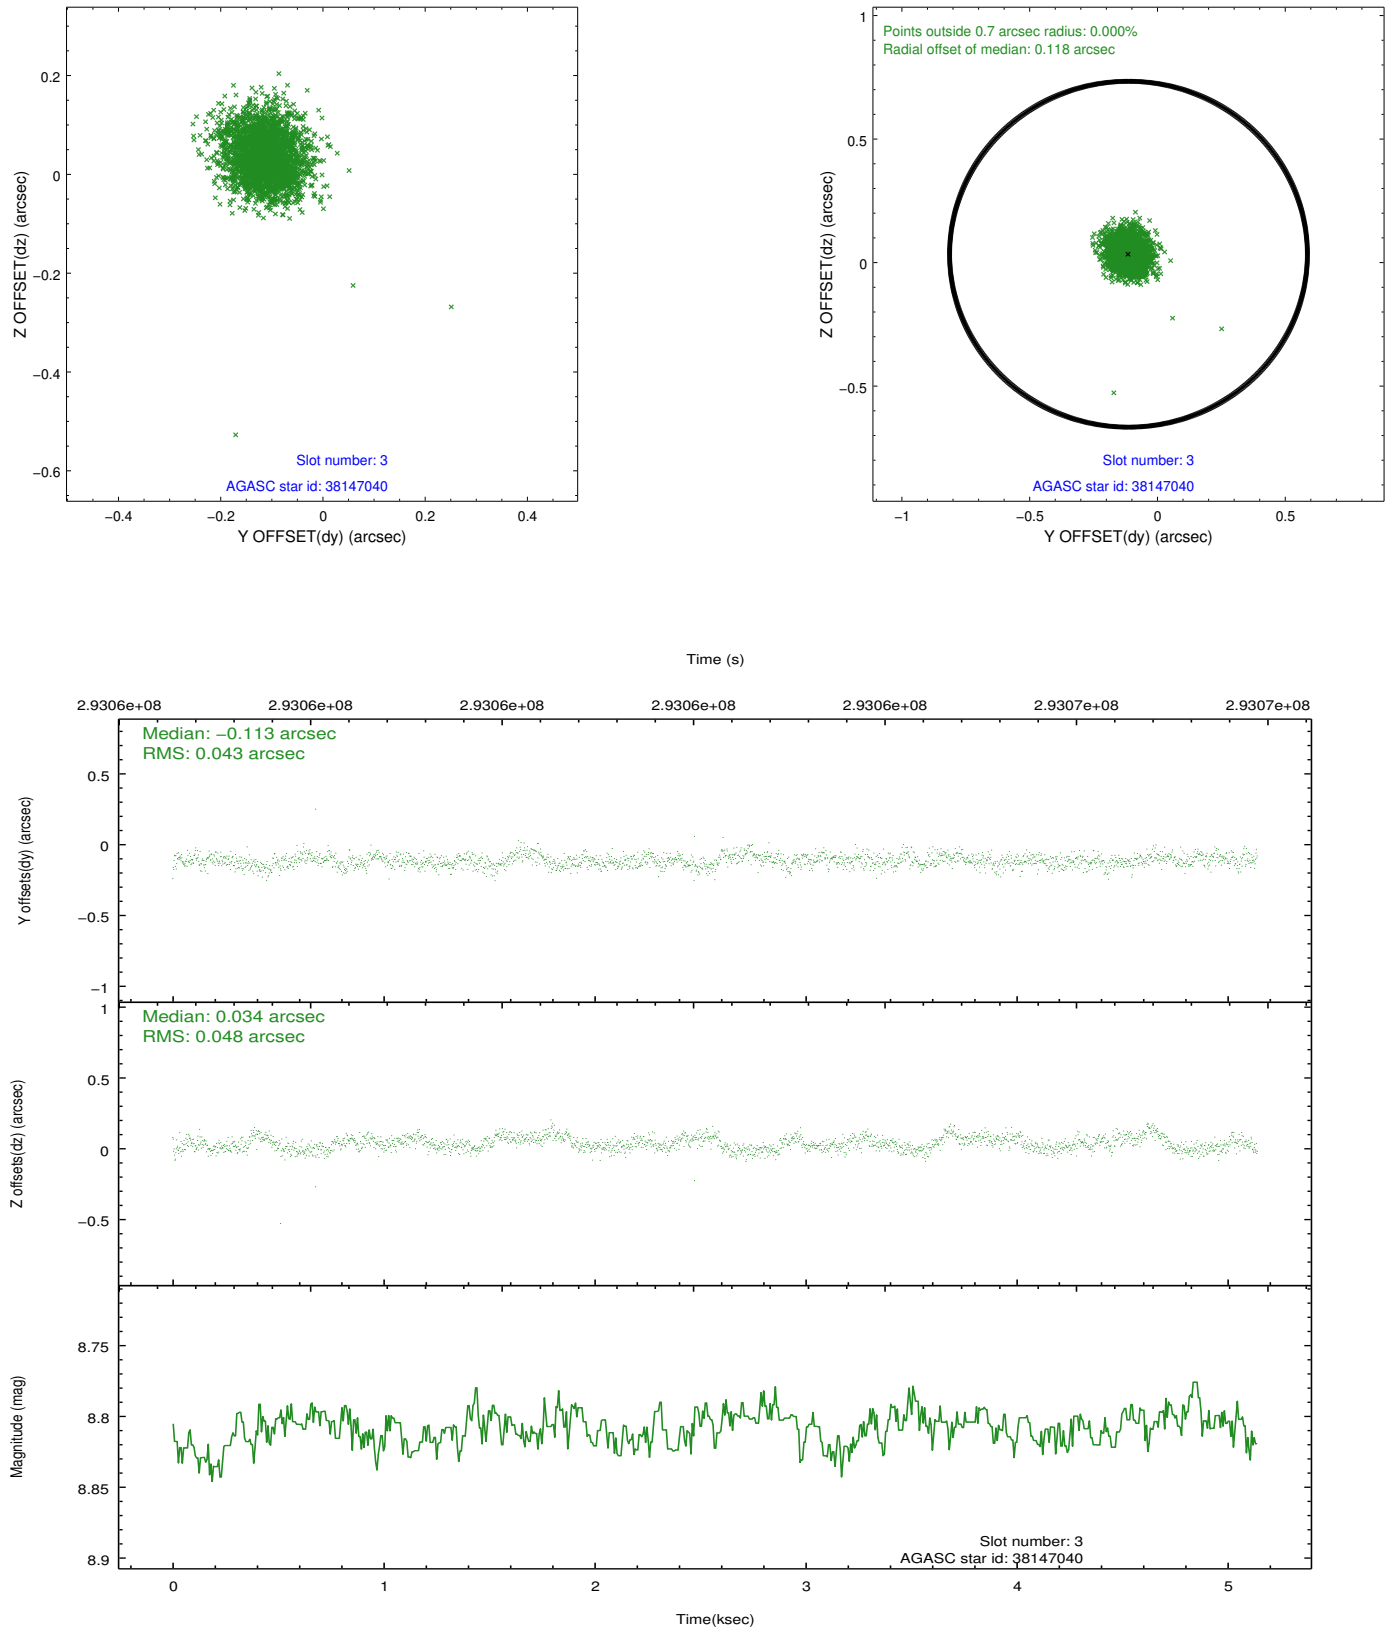 0.2
0
−0.2
−0.4
−0.6
Z OFFSET(dz) (arcsec)
Slot number: 3
AGASC star id: 38147040
−0.4
−0.2
0
0.2
0.4
Y OFFSET(dy) (arcsec)
Points outside 0.7 arcsec radius: 0.000%
Radial offset of median: 0.118 arcsec
1
0.5
0
−0.5
Z OFFSET(dz) (arcsec)
Slot number: 3
AGASC star id: 38147040
−1
−0.5
0
0.5
Y OFFSET(dy) (arcsec)
Time (s)
2.9306e+08
2.9306e+08
2.9306e+08
2.9306e+08
2.9306e+08
2.9307e+08
2.9307e+08
Median: −0.113 arcsec
RMS: 0.043 arcsec
0.5
0
−0.5
−1
Y offsets(dy) (arcsec)
Median: 0.034 arcsec
RMS: 0.048 arcsec
1
0.5
0
−0.5
Z offsets(dz) (arcsec)
8.75
8.8
8.85
8.9
Magnitude (mag)
Slot number: 3
AGASC star id: 38147040
0
1
2
3
4
5
Time(ksec)